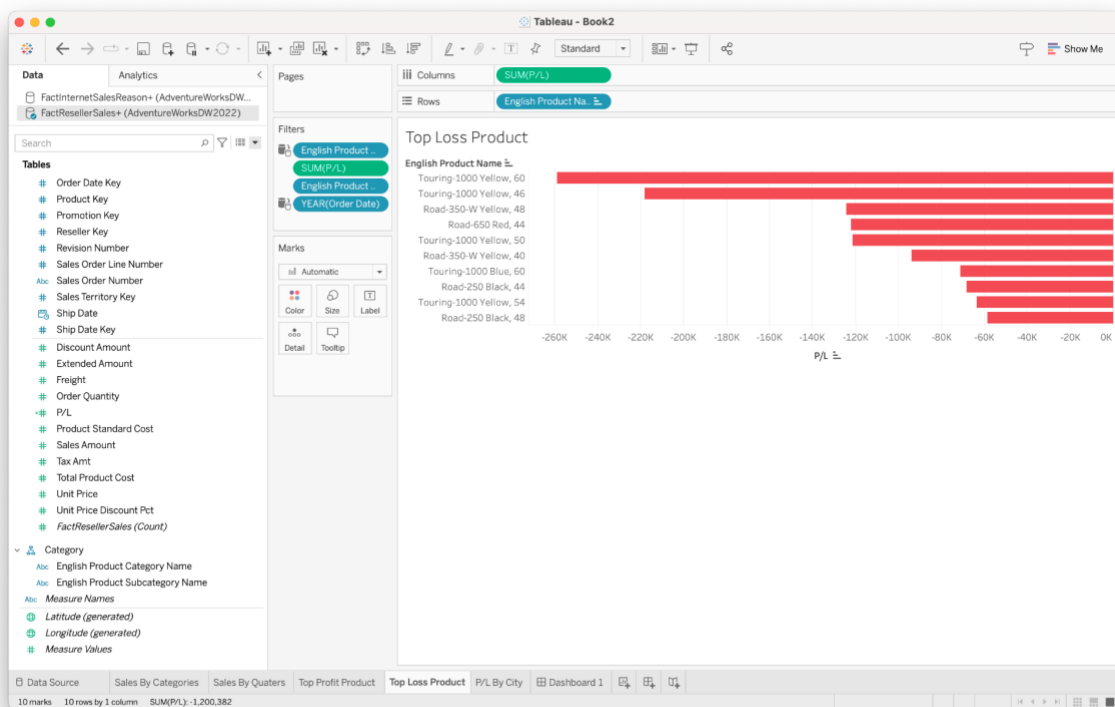 Tableau - Book2
Standard
Show Me
Data
Analytics
FactInternetSalesReason+ (AdventureWorksDW...
FactResellerSales+ (AdventureWorksDW2022)
Search
Tables
# Order Date Key
# Product Key
# Promotion Key
# Reseller Key
# Revision Number
# Sales Order Line Number
Abc Sales Order Number
# Sales Territory Key
Ship Date
# Ship Date Key
# Discount Amount
# Extended Amount
# Freight
# Order Quantity
=# P/L
# Product Standard Cost
# Sales Amount
# Tax Amt
# Total Product Cost
# Unit Price
# Unit Price Discount Pct
# FactResellerSales (Count)
Category
Abc English Product Category Name
Abc English Product Subcategory Name
Abc Measure Names
Latitude (generated)
Longitude (generated)
# Measure Values
Pages
Filters
English Product ..
SUM(P/L)
English Product ..
YEAR(Order Date)
Marks
Automatic
Color
Size
T
Label
Detail
Tooltip
Columns
SUM(P/L)
Rows
English Product Na..
Top Loss Product
English Product Name
Touring-1000 Yellow, 60
Touring-1000 Yellow, 46
Road-350-W Yellow, 48
Road-650 Red, 44
Touring-1000 Yellow, 50
Road-350-W Yellow, 40
Touring-1000 Blue, 60
Road-250 Black, 44
Touring-1000 Yellow, 54
Road-250 Black, 48
-260K -240K -220K -200K -180K -160K -140K -120K -100K -80K -60K -40K -20K 0K
P/L
Data Source
Sales By Categories
Sales By Quaters
Top Profit Product
Top Loss Product
P/L By City
Dashboard 1
10 marks 10 rows by 1 column SUM(P/L): -1,200,382